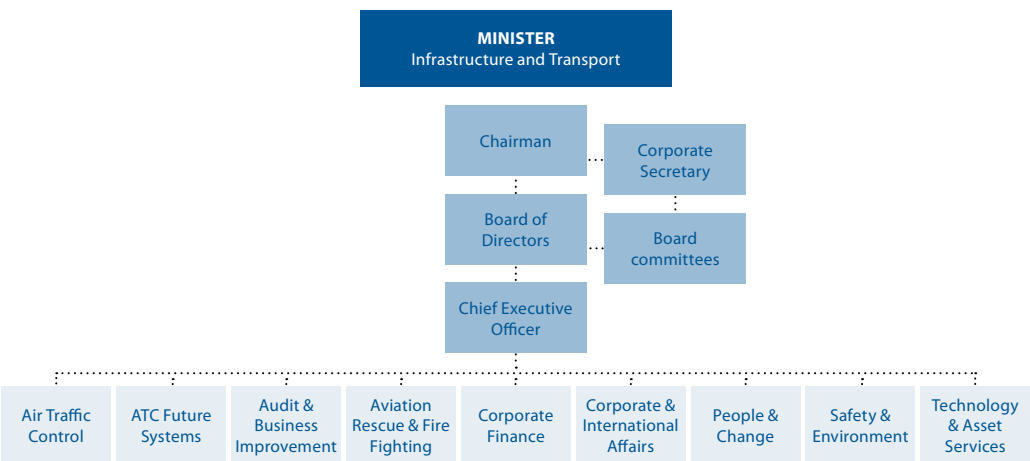 MINISTER
Infrastructure and Transport
Chairman
Corporate
Secretary
Board of
Directors
Board
committees
Chief Executive
Officer
Air Traffic
Control
ATC Future
Systems
Audit &
Business
Improvement
Aviation
Rescue & Fire
Fighting
Corporate
Finance
Corporate &
International
Affairs
People &
Change
Safety &
Environment
Technology
& Asset
Services